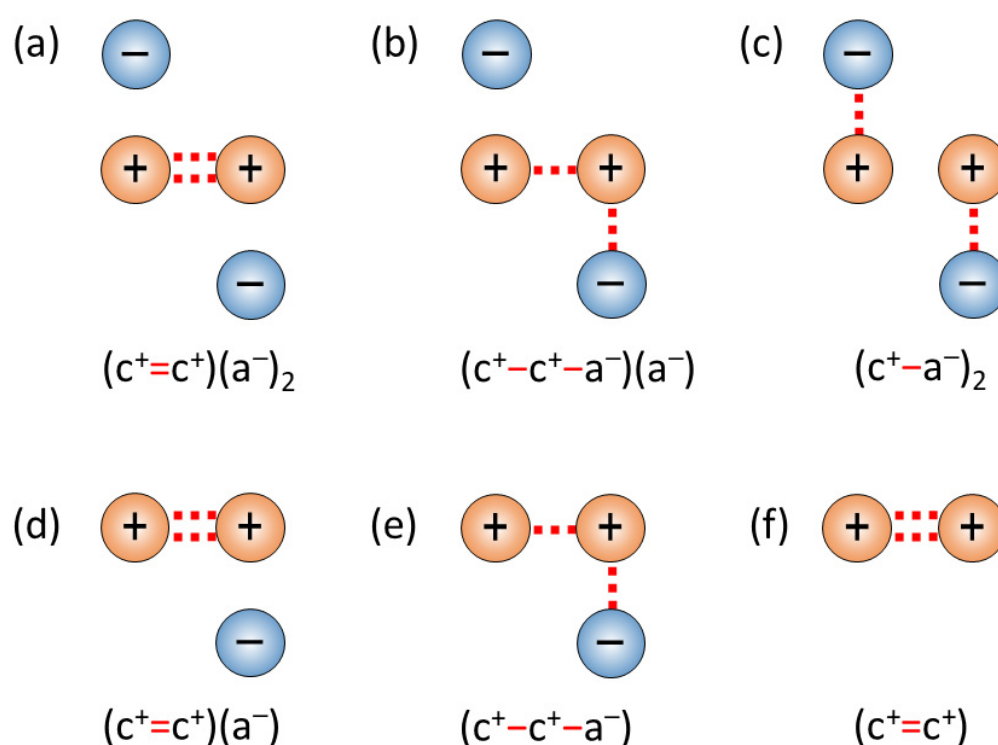 (a) − (b) − (c) −
+ + + + + +
− − −
(c⁺=c⁺)(a⁻)₂ (c⁺−c⁺−a⁻)(a⁻) (c⁺−a⁻)₂
(d) + + (e) + + (f) + +
− −
(c⁺=c⁺)(a⁻) (c⁺−c⁺−a⁻) (c⁺=c⁺)